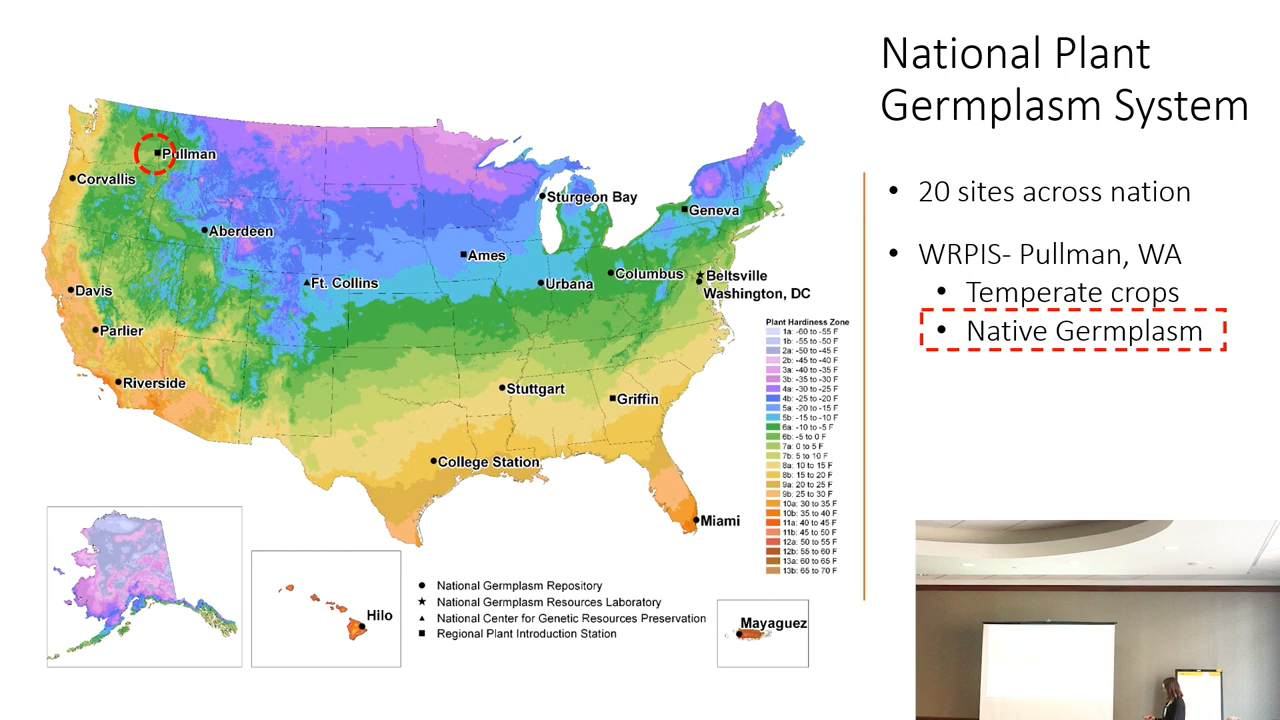 National Plant
Germplasm System
• 20 sites across nation
• WRPIS- Pullman, WA
• Temperate crops
• Native Germplasm
Pullman
Corvallis
Aberdeen
Sturgeon Bay
Geneva
Ames
Ft. Collins
Urbana
Columbus
Beltsville
Washington, DC
Davis
Parlier
Riverside
Stuttgart
Griffin
College Station
Miami
Hilo
Mayaguez
Plant Hardiness Zone
1a: -60 to -55 F
1b: -55 to -50 F
2a: -50 to -45 F
2b: -45 to -40 F
3a: -40 to -35 F
3b: -35 to -30 F
4a: -30 to -25 F
4b: -25 to -20 F
5a: -20 to -15 F
5b: -15 to -10 F
6a: -10 to -5 F
6b: -5 to 0 F
7a: 0 to 5 F
7b: 5 to 10 F
8a: 10 to 15 F
8b: 15 to 20 F
9a: 20 to 25 F
9b: 25 to 30 F
10a: 30 to 35 F
10b: 35 to 40 F
11a: 40 to 45 F
11b: 45 to 50 F
12a: 50 to 55 F
12b: 55 to 60 F
13a: 60 to 65 F
13b: 65 to 70 F
National Germplasm Repository
National Germplasm Resources Laboratory
National Center for Genetic Resources Preservation
Regional Plant Introduction Station